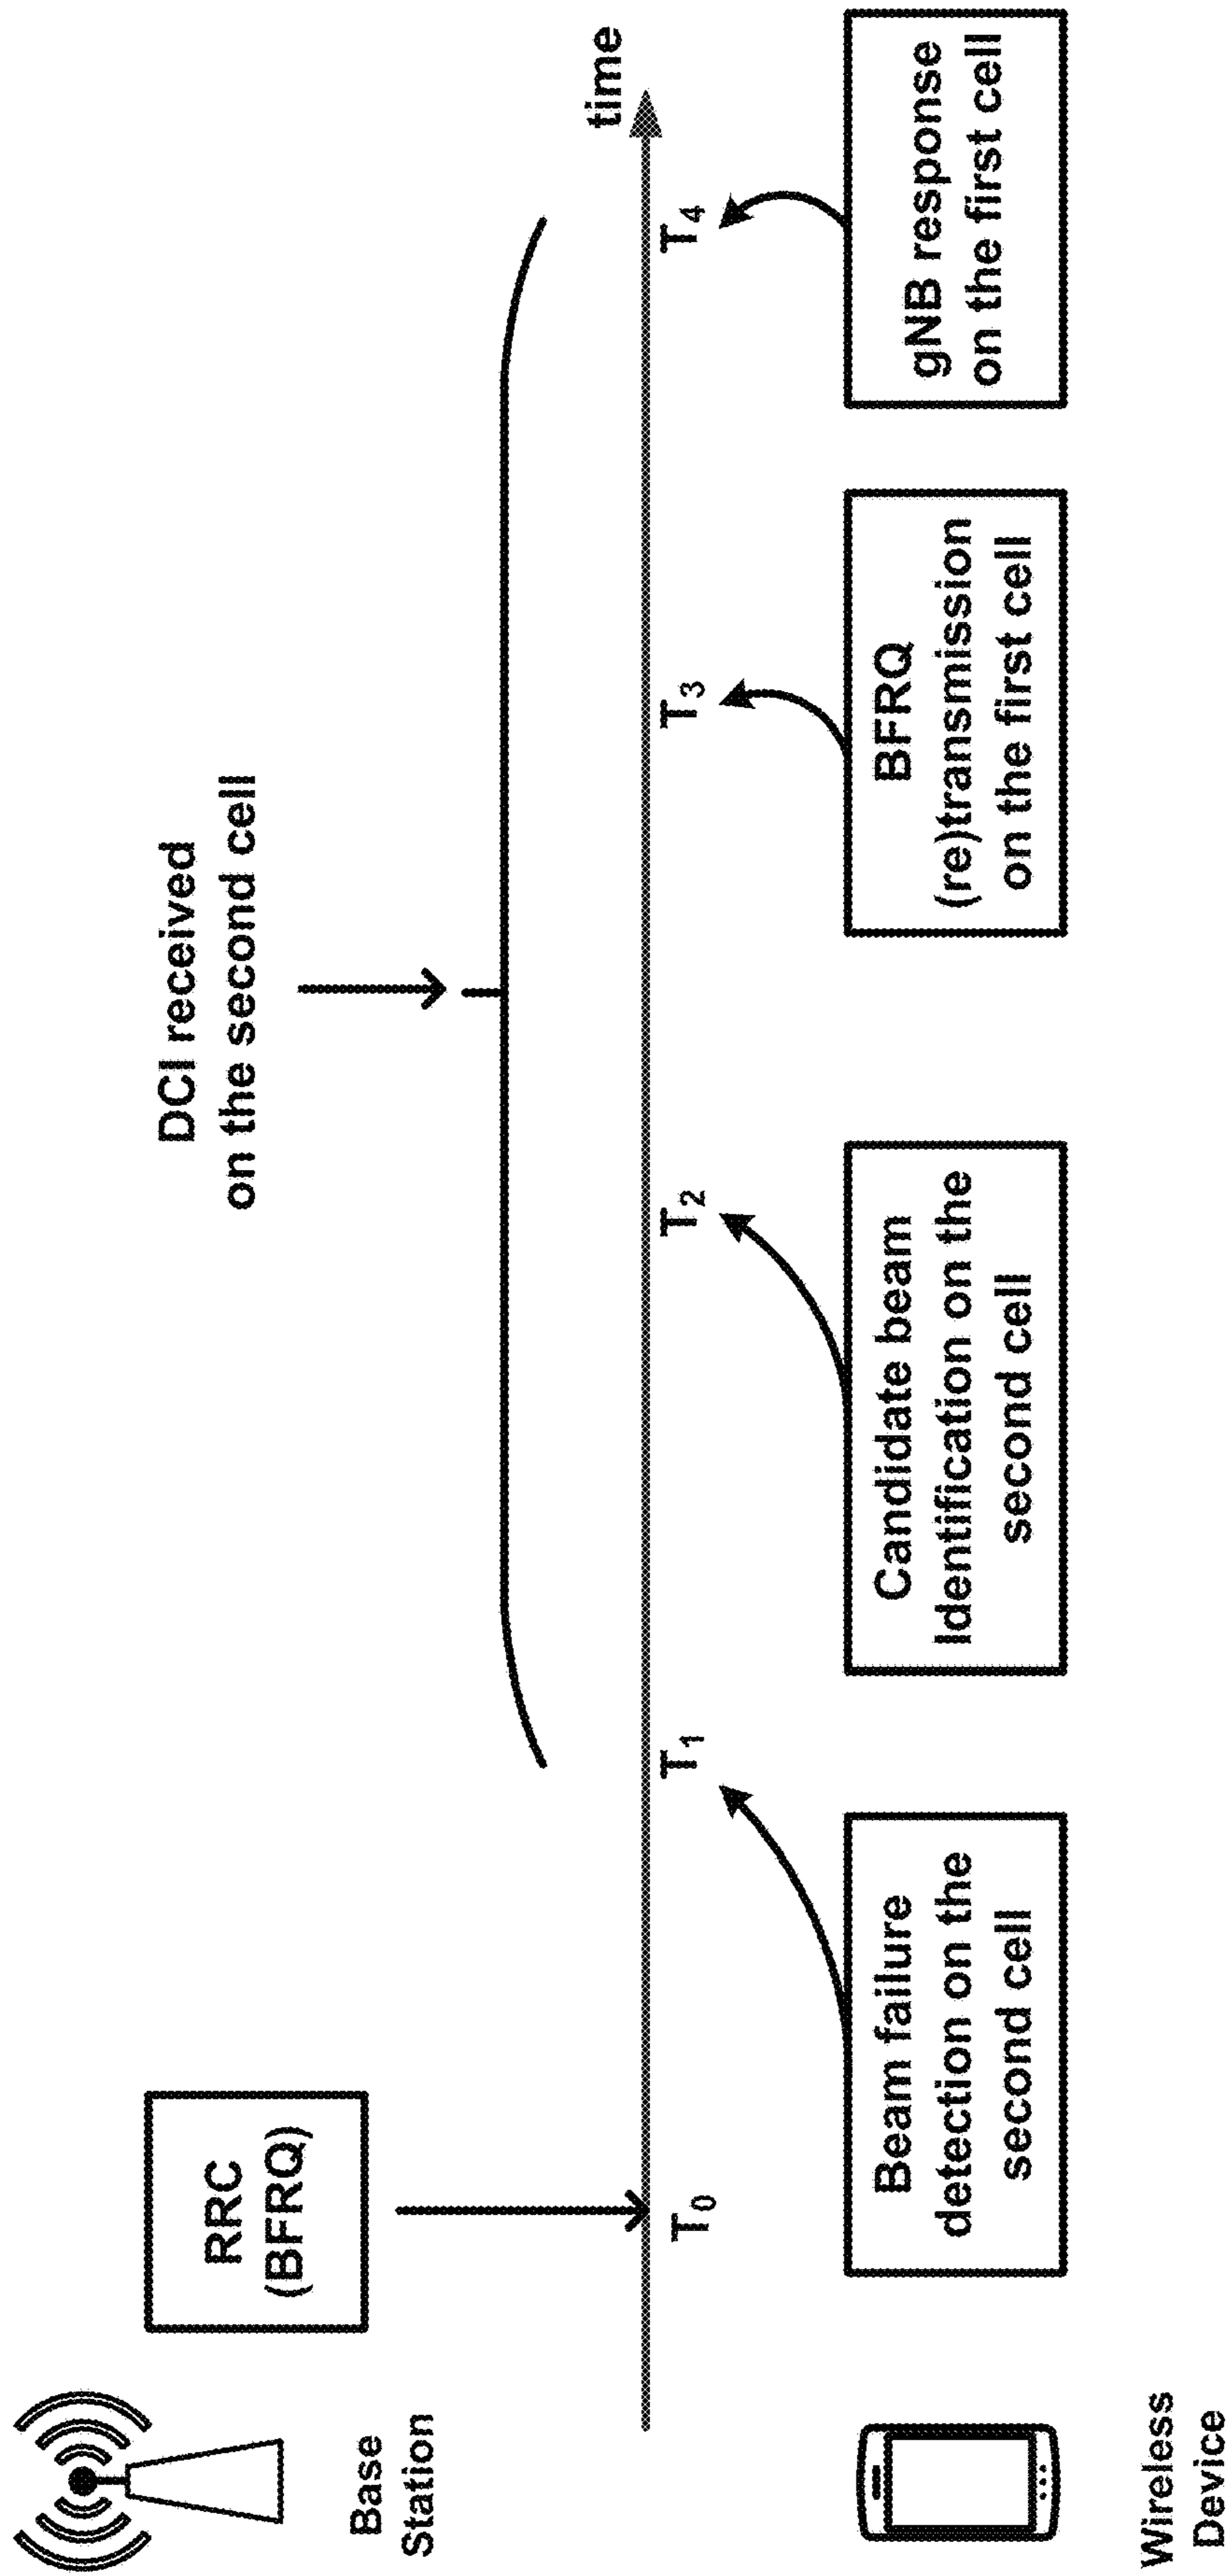 Base
Station
RRC
(BFRQ)
DCI received
on the second cell
time
T0
T1
T2
T3
T4
Wireless
Device
Beam failure
detection on the
second cell
Candidate beam
identification on the
second cell
BFRQ
(re)transmission
on the first cell
gNB response
on the first cell